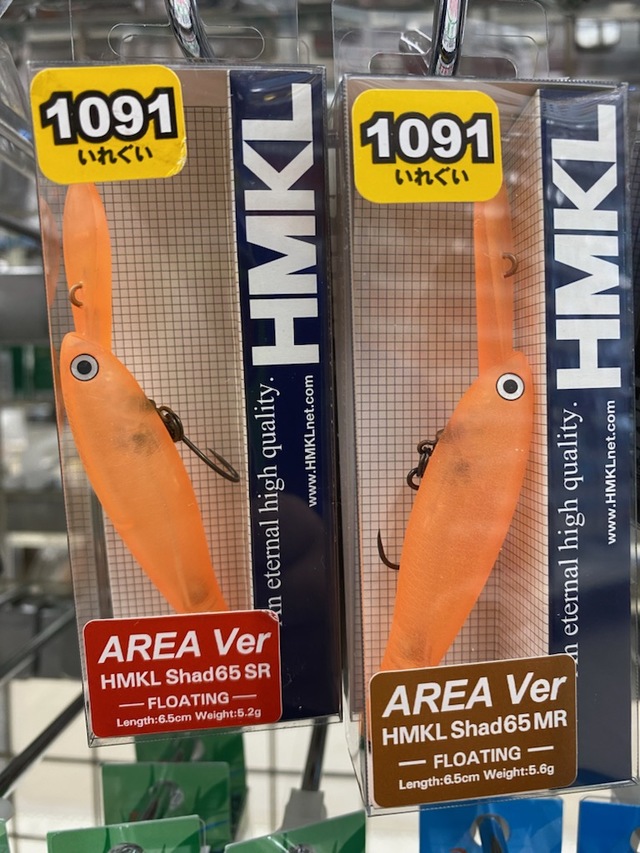 1091
いれぐい
HMKL
An eternal high quality.
www.HMKLnet.com
AREA Ver
HMKL Shad65 SR
FLOATING
Length:6.5cm Weight:5.2g
1091
いれぐい
HMKL
An eternal high quality.
www.HMKLnet.com
AREA Ver
HMKL Shad65 MR
FLOATING
Length:6.5cm Weight:5.6g